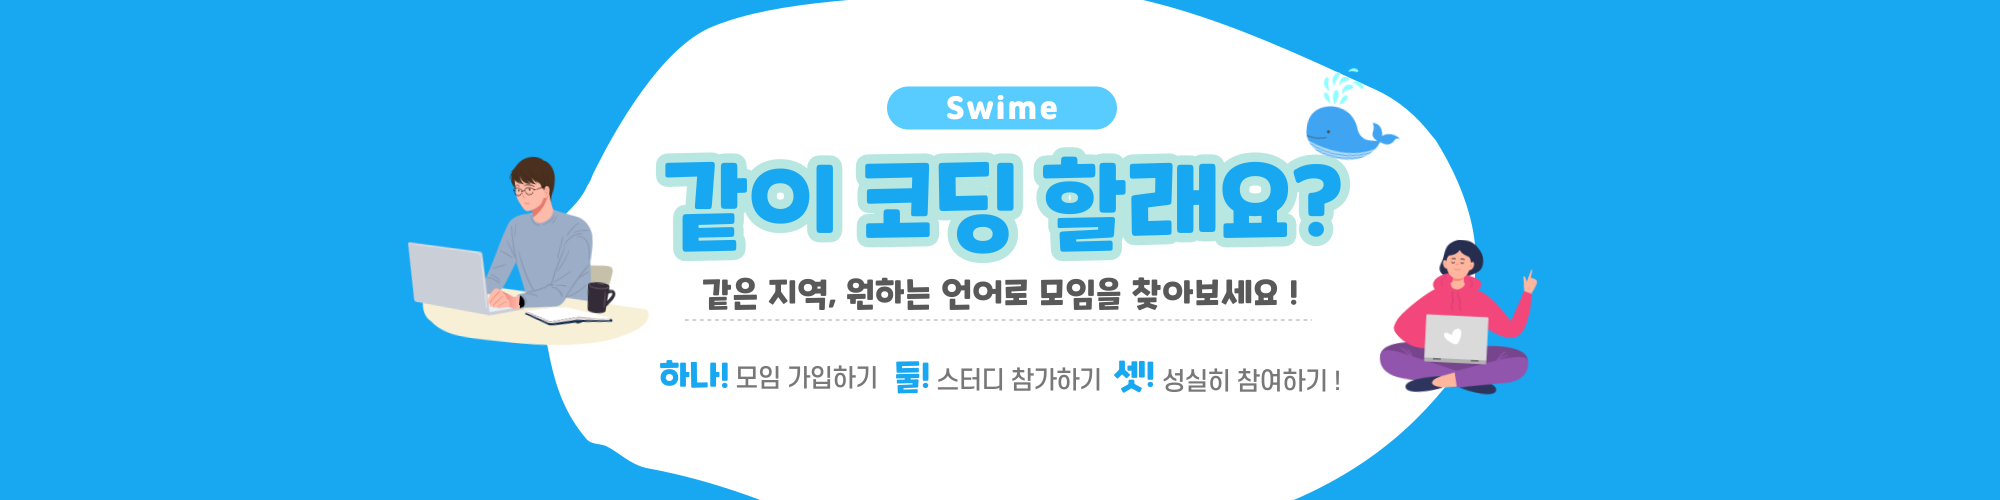 Swime
같이 코딩 할래요?
같은 지역, 원하는 언어로 모임을 찾아보세요 !
하나! 모임 가입하기 둘! 스터디 참가하기 셋! 성실히 참여하기 !